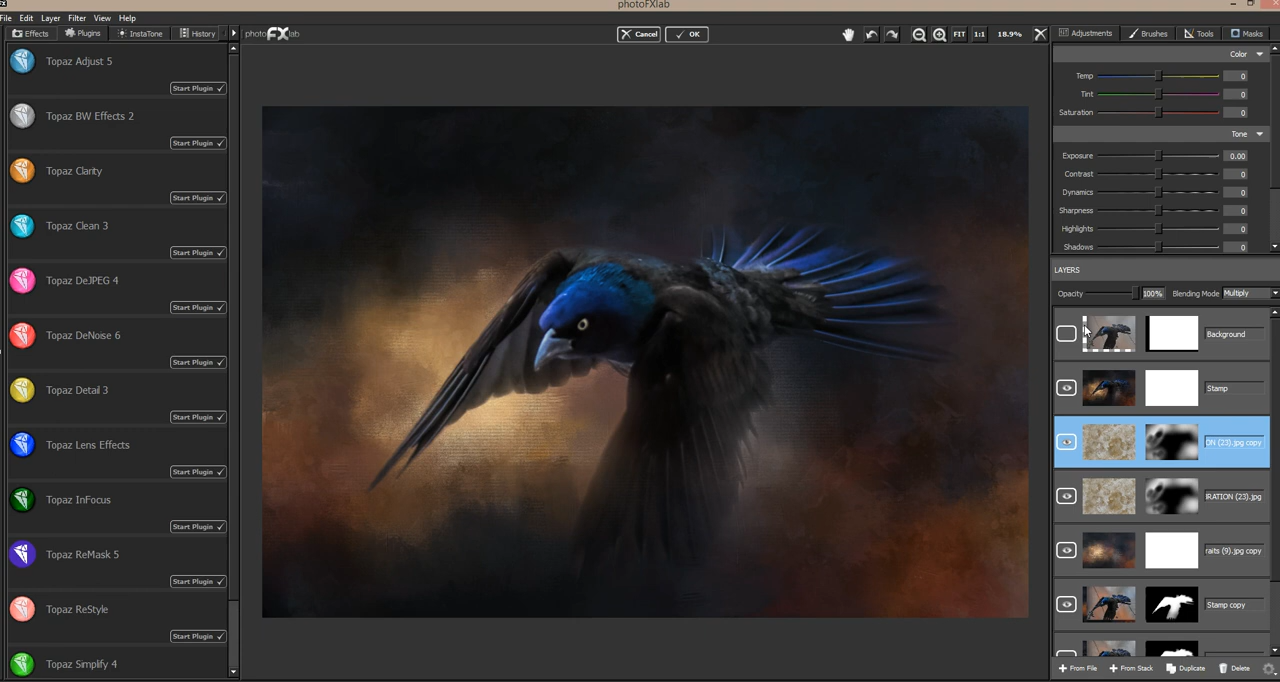 photoFXlab
File Edit Layer Filter View Help
Effects Plugins InstaTone History
photoFXlab
Cancel OK
FIT 1:1 18.9%
Adjustments Brushes Tools Masks
Topaz Adjust 5
Start Plugin
Topaz BW Effects 2
Start Plugin
Topaz Clarity
Start Plugin
Topaz Clean 3
Start Plugin
Topaz DeJPEG 4
Start Plugin
Topaz DeNoise 6
Start Plugin
Topaz Detail 3
Start Plugin
Topaz Lens Effects
Start Plugin
Topaz InFocus
Start Plugin
Topaz ReMask 5
Start Plugin
Topaz ReStyle
Start Plugin
Topaz Simplify 4
Color
Temp 0
Tint 0
Saturation 0
Tone
Exposure 0.00
Contrast 0
Dynamics 0
Sharpness 0
Highlights 0
Shadows 0
LAYERS
Opacity 100% Blending Mode Multiply
Background
Stamp
ON (23).jpg copy
IRATION (23).jpg
raits (9).jpg copy
Stamp copy
From File From Stack Duplicate Delete